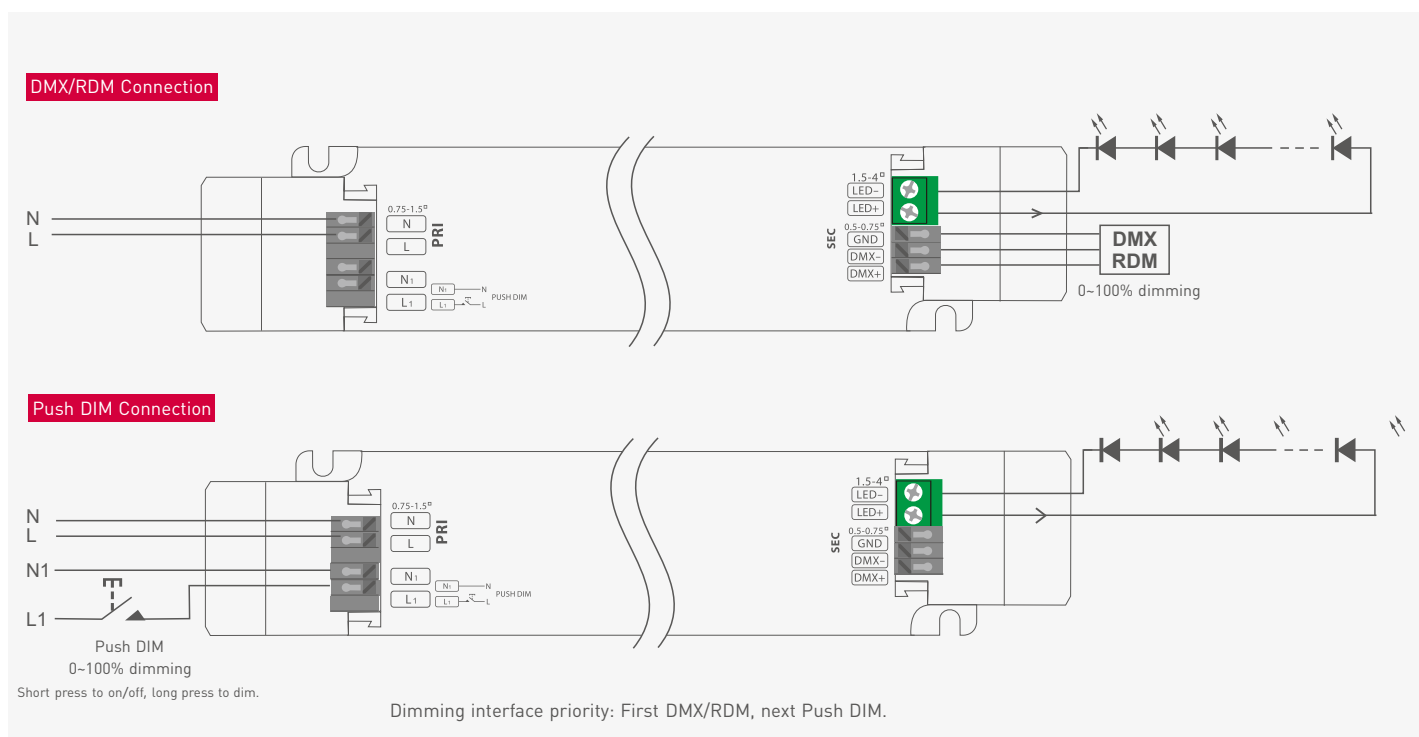 DMX/RDM Connection
N
L
0.75-1.5¤
N
L
PRI
N1
L1
N1 N
L1 L
PUSH DIM
1.5-4¤
LED-
LED+
0.5-0.75¤
SEC
GND
DMX-
DMX+
DMX
RDM
0~100% dimming
Push DIM Connection
N
L
N1
L1
Push DIM
0~100% dimming
Short press to on/off, long press to dim.
0.75-1.5¤
N
L
PRI
N1
L1
N1 N
L1 L
PUSH DIM
1.5-4¤
LED-
LED+
0.5-0.75¤
SEC
GND
DMX-
DMX+
Dimming interface priority: First DMX/RDM, next Push DIM.